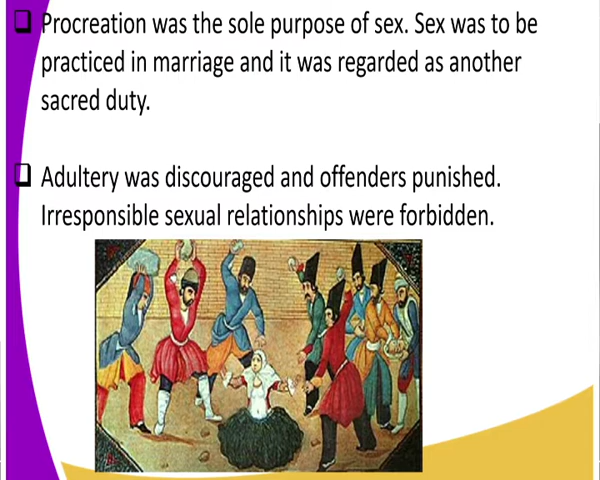 Procreation was the sole purpose of sex. Sex was to be
practiced in marriage and it was regarded as another
sacred duty.
Adultery was discouraged and offenders punished.
Irresponsible sexual relationships were forbidden.